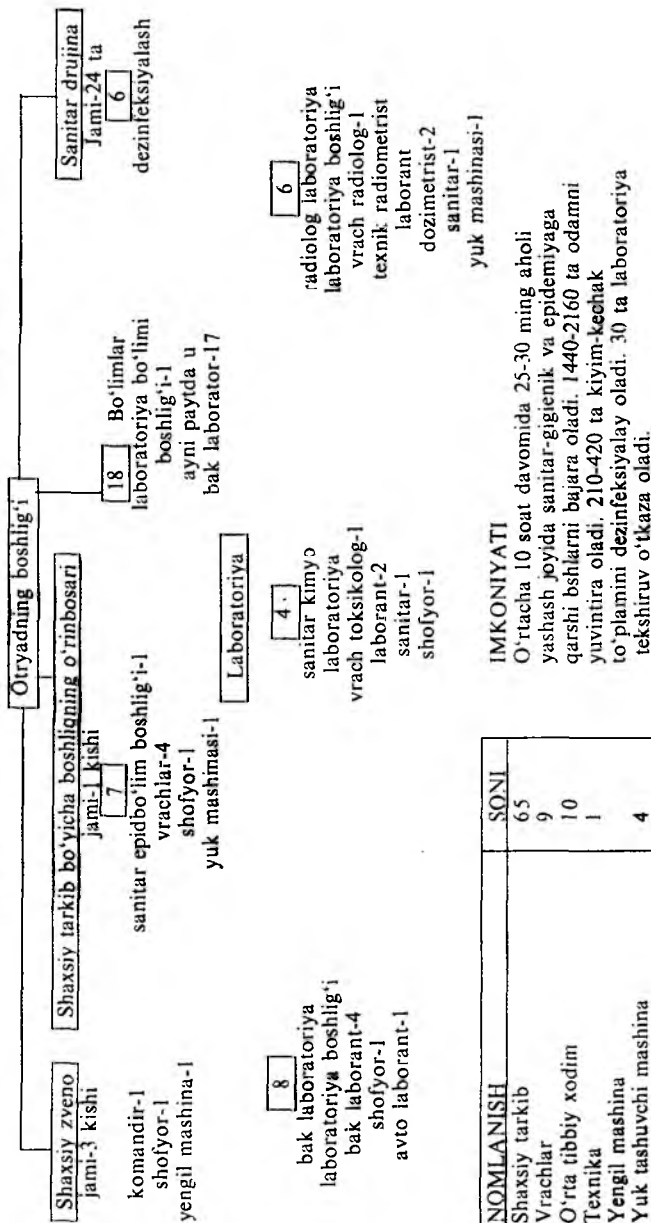 Otryadning boshlig‘i
Shaxsiy zveno
jami-3 kishi
komandir-1
shofyor-1
yengil mashina-1
Shaxsiy tarkib bo‘yicha boshliqning o‘rinbosari
jami-1 kishi
7
sanitar epidbo‘lim boshlig‘i-1
vrachlar-4
shofyor-1
yuk mashinasi-1
18 Bo‘limlar
laboratoriya bo‘limi
boshlig‘i-1
ayni paytda u
bak laborator-17
Sanitar drujina
Jami-24 ta
6
dezinfeksiyalash
Laboratoriya
8
bak laboratoriya
laboratoriya boshlig‘i
bak laborant-4
shofyor-1
avto laborant-1
4
sanitar kimyo
laboratoriya
vrach toksikolog-1
laborant-2
sanitar-1
shofyor-1
6
radiolog laboratoriya
laboratoriya boshlig‘i
vrach radiolog-1
texnik radiometrist
laborant
dozimetrist-2
sanitar-1
yuk mashinasi-1
NOMLANISH SONI
Shaxsiy tarkib 65
Vrachlar 9
O‘rta tibbiy xodim 10
Texnika 1
Yengil mashina
Yuk tashuvchi mashina 4
IMKONIYATI
O‘rtacha 10 soat davomida 25-30 ming aholi
yashash joyida sanitar-gigienik va epidemiyaga
qarshi bshlarni bajara oladi. 1440-2160 ta odamni
yuvintira oladi. 210-420 ta kiyim-kechak
to‘plamini dezinfeksiyalay oladi. 30 ta laboratoriya
tekshiruv o‘tkaza oladi.